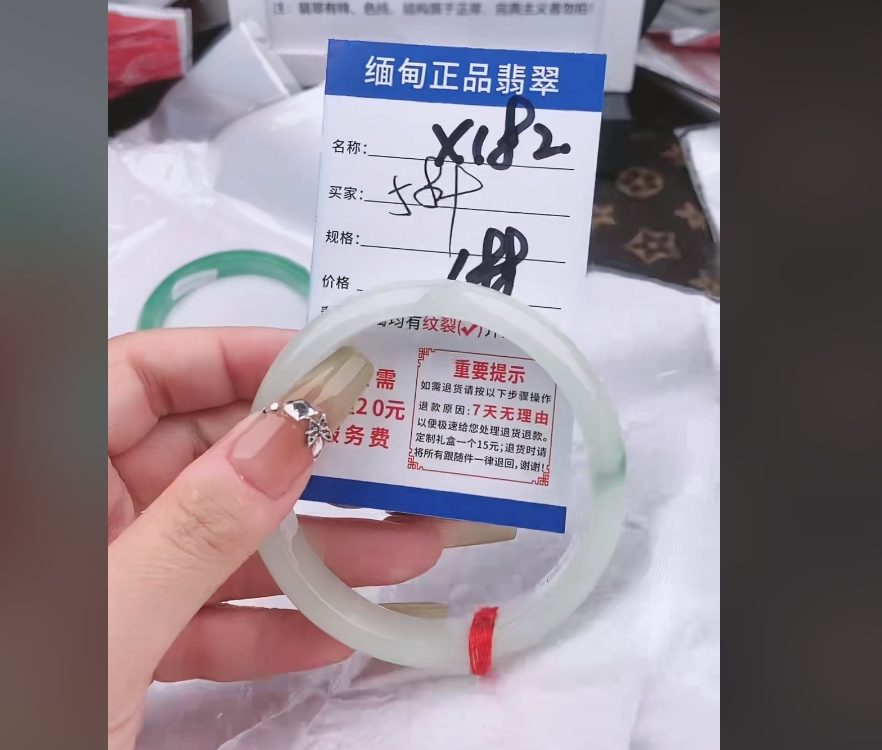 注：翡翠有棉、色线、结构属于正常，完美主义者勿拍！
缅甸正品翡翠
名称：X182
买家：
规格：
价格 188
均有纹裂(✓)
需
20元
服务费
重要提示
如需退货请按以下步骤操作
退款原因：7天无理由
以便极速给您处理退货退款。
定制礼盒一个15元；退货时请
将所有跟随件一律退回，谢谢！